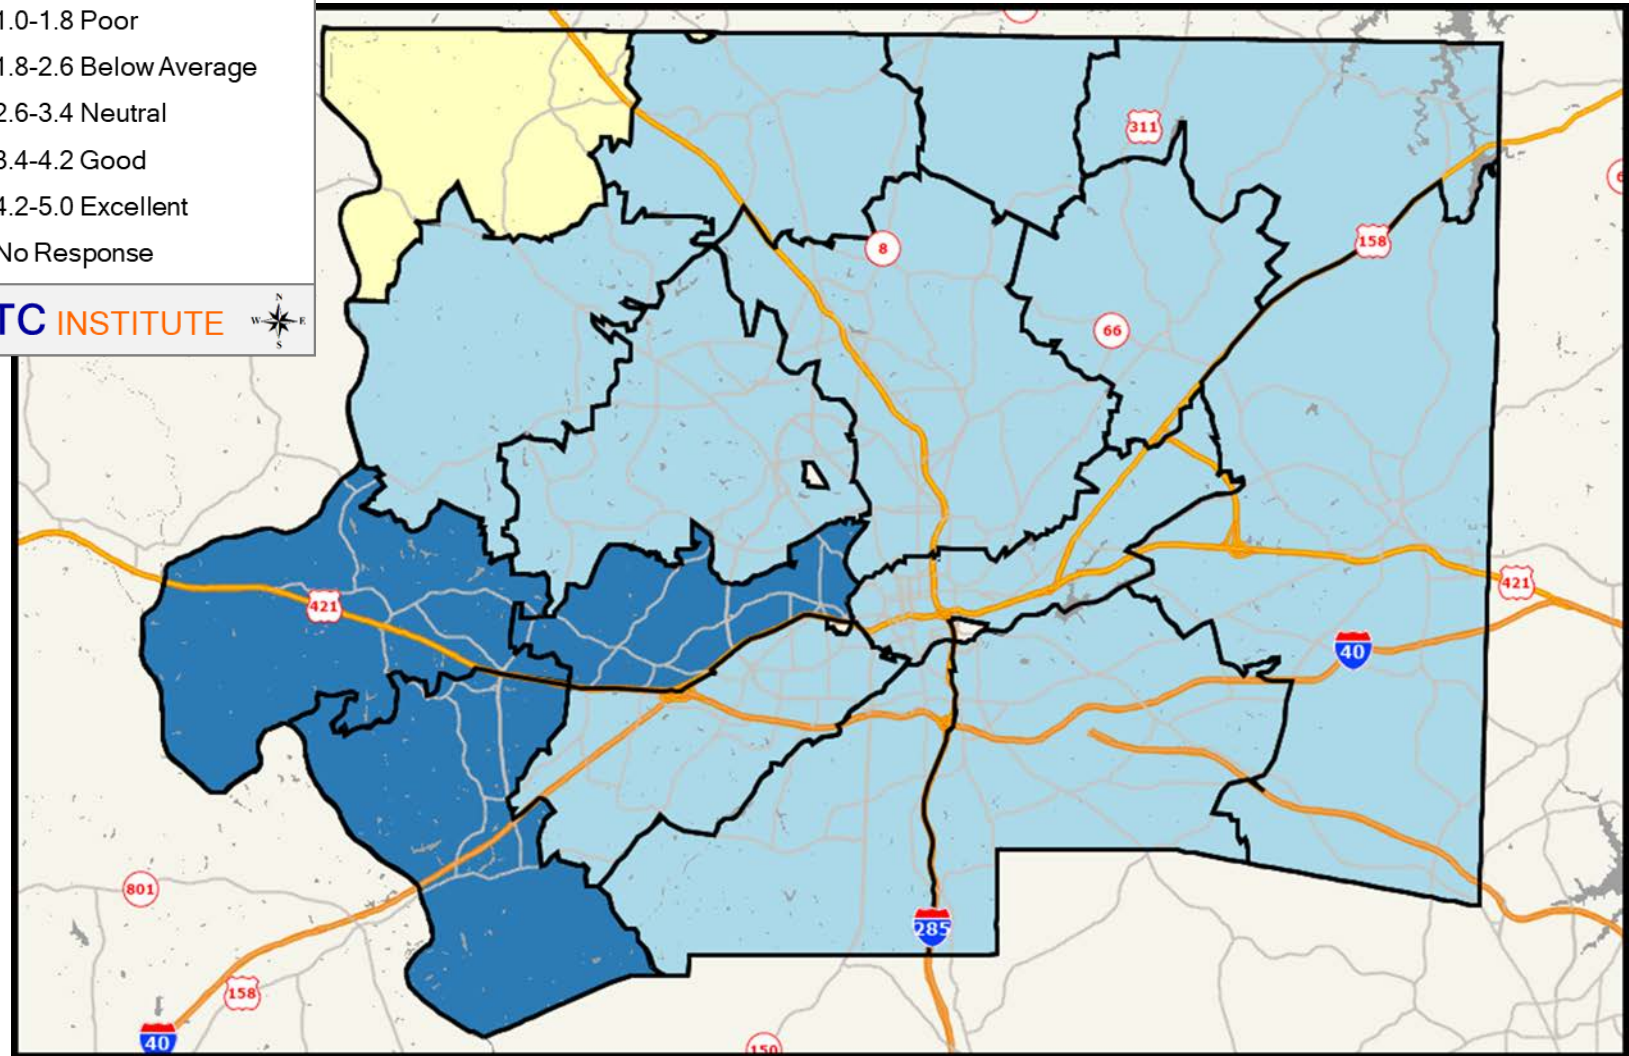 1.0-1.8 Poor
1.8-2.6 Below Average
2.6-3.4 Neutral
3.4-4.2 Good
4.2-5.0 Excellent
No Response
TC INSTITUTE
N
W E
S
311
158
8
66
421
421
40
801
285
158
40
150